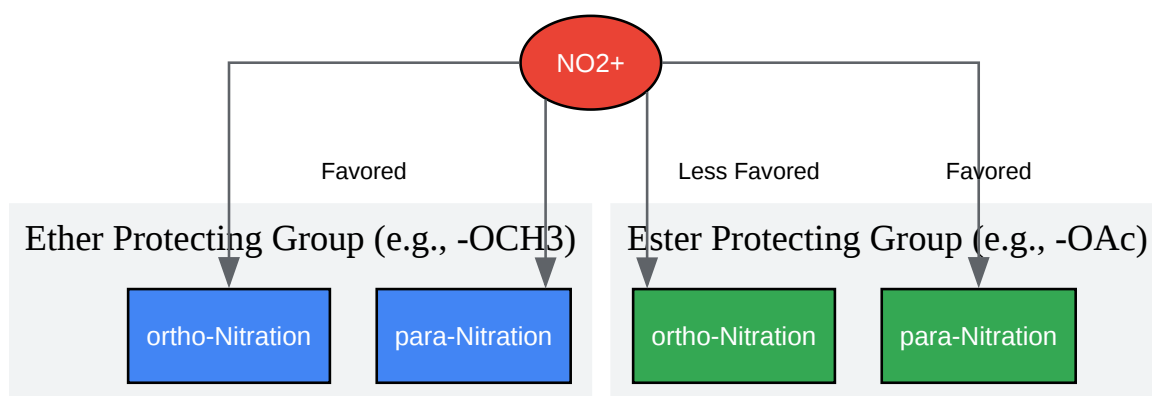 NO2+
Favored
Less Favored
Favored
Ether Protecting Group (e.g., -OCH3)
Ester Protecting Group (e.g., -OAc)
ortho-Nitration
para-Nitration
ortho-Nitration
para-Nitration